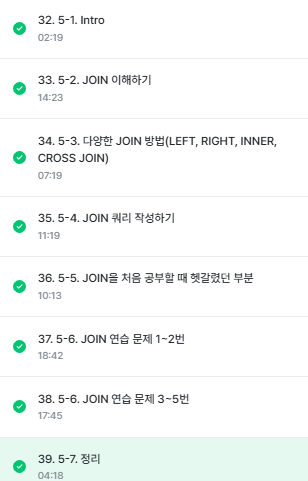 32. 5-1. Intro
02:19
33. 5-2. JOIN 이해하기
14:23
34. 5-3. 다양한 JOIN 방법(LEFT, RIGHT, INNER,
CROSS JOIN)
07:19
35. 5-4. JOIN 쿼리 작성하기
11:19
36. 5-5. JOIN을 처음 공부할 때 헷갈렸던 부분
10:13
37. 5-6. JOIN 연습 문제 1~2번
18:42
38. 5-6. JOIN 연습 문제 3~5번
17:45
39. 5-7. 정리
04:18